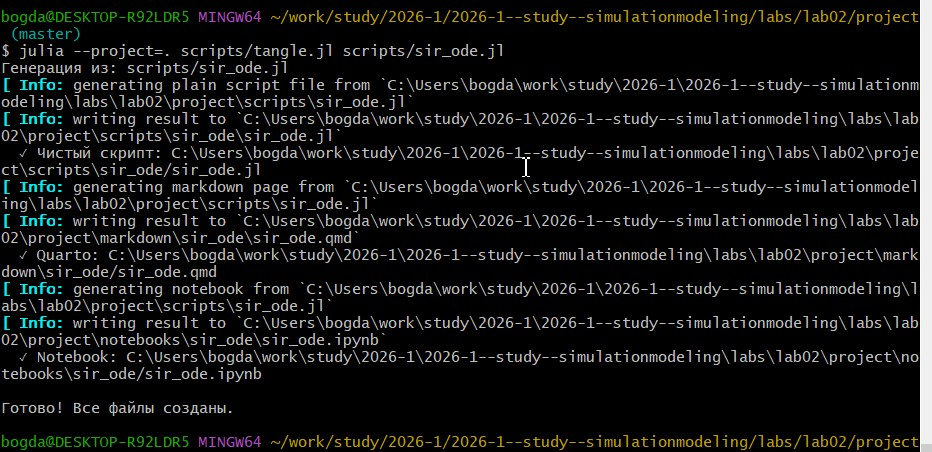 bogda@DESKTOP-R92LDR5 MINGW64 ~/work/study/2026-1/2026-1--study--simulationmodeling/labs/lab02/project
 (master)
$ julia --project=. scripts/tangle.jl scripts/sir_ode.jl
Генерация из: scripts/sir_ode.jl
[ Info: generating plain script file from `C:\Users\bogda\work\study\2026-1\2026-1--study--simulationm
odeling\labs\lab02\project\scripts\sir_ode.jl`
[ Info: writing result to `C:\Users\bogda\work\study\2026-1\2026-1--study--simulationmodeling\labs\lab
02\project\scripts\sir_ode\sir_ode.jl`
  ✓ Чистый скрипт: C:\Users\bogda\work\study\2026-1\2026-1--study--simulationmodeling\labs\lab02\proje
ct\scripts\sir_ode/sir_ode.jl
[ Info: generating markdown page from `C:\Users\bogda\work\study\2026-1\2026-1--study--simulationmodel
ing\labs\lab02\project\scripts\sir_ode.jl`
[ Info: writing result to `C:\Users\bogda\work\study\2026-1\2026-1--study--simulationmodeling\labs\lab
02\project\markdown\sir_ode\sir_ode.qmd`
  ✓ Quarto: C:\Users\bogda\work\study\2026-1\2026-1--study--simulationmodeling\labs\lab02\project\mark
down\sir_ode/sir_ode.qmd
[ Info: generating notebook from `C:\Users\bogda\work\study\2026-1\2026-1--study--simulationmodeling\l
abs\lab02\project\scripts\sir_ode.jl`
[ Info: writing result to `C:\Users\bogda\work\study\2026-1\2026-1--study--simulationmodeling\labs\lab
02\project\notebooks\sir_ode\sir_ode.ipynb`
  ✓ Notebook: C:\Users\bogda\work\study\2026-1\2026-1--study--simulationmodeling\labs\lab02\project\no
tebooks\sir_ode/sir_ode.ipynb

Готово! Все файлы созданы.

bogda@DESKTOP-R92LDR5 MINGW64 ~/work/study/2026-1/2026-1--study--simulationmodeling/labs/lab02/project